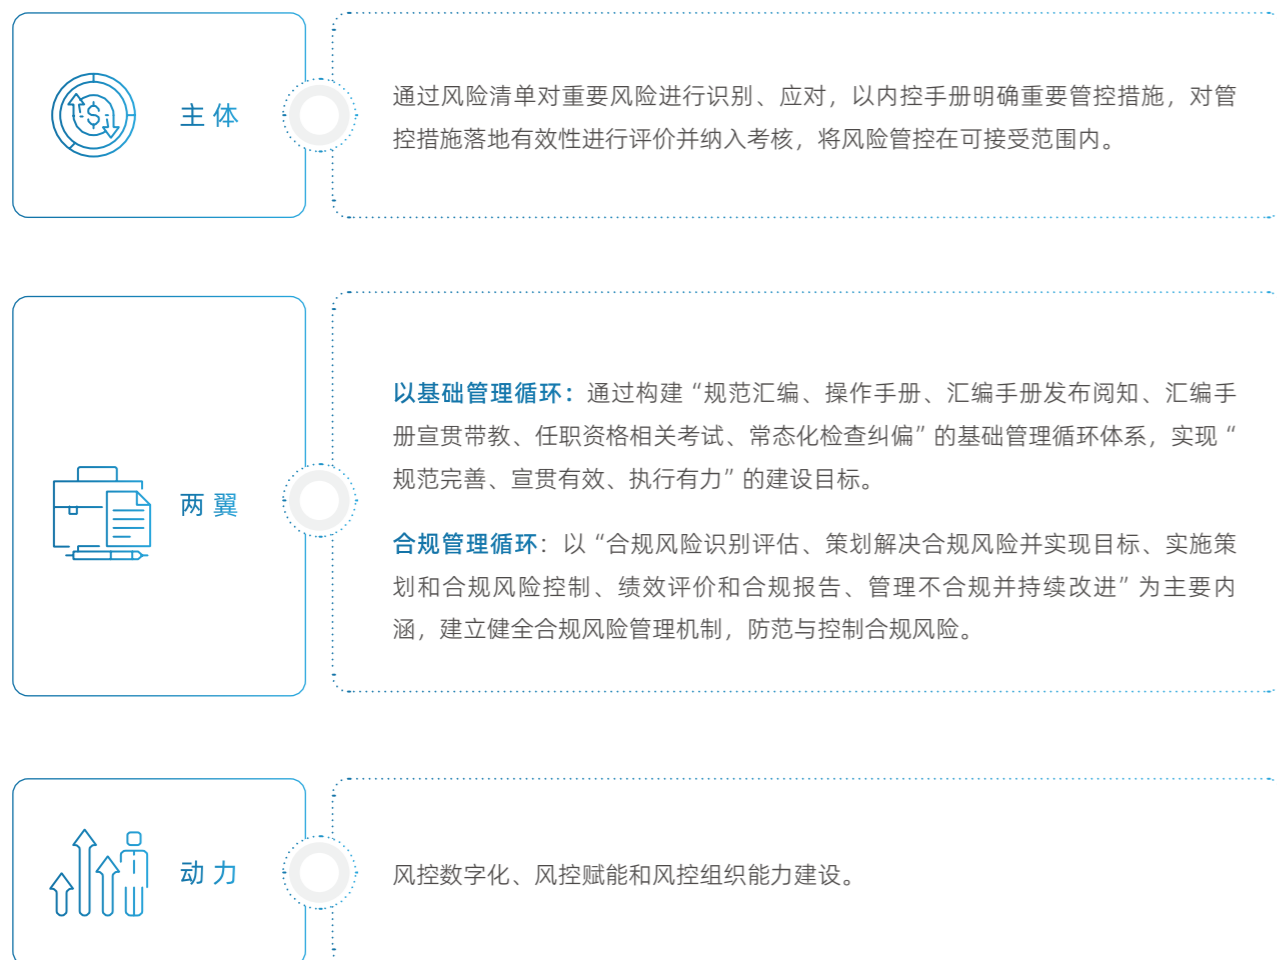 主体
通过风险清单对重要风险进行识别、应对，以内控手册明确重要管控措施，对管
控措施落地有效性进行评价并纳入考核，将风险管控在可接受范围内。
两翼
以基础管理循环：通过构建“规范汇编、操作手册、汇编手册发布阅知、汇编手
册宣贯带教、任职资格相关考试、常态化检查纠偏”的基础管理循环体系，实现“
规范完善、宣贯有效、执行有力”的建设目标。
合规管理循环：以“合规风险识别评估、策划解决合规风险并实现目标、实施策
划和合规风险控制、绩效评价和合规报告、管理不合规并持续改进”为主要内
涵，建立健全合规风险管理机制，防范与控制合规风险。
动力
风控数字化、风控赋能和风控组织能力建设。